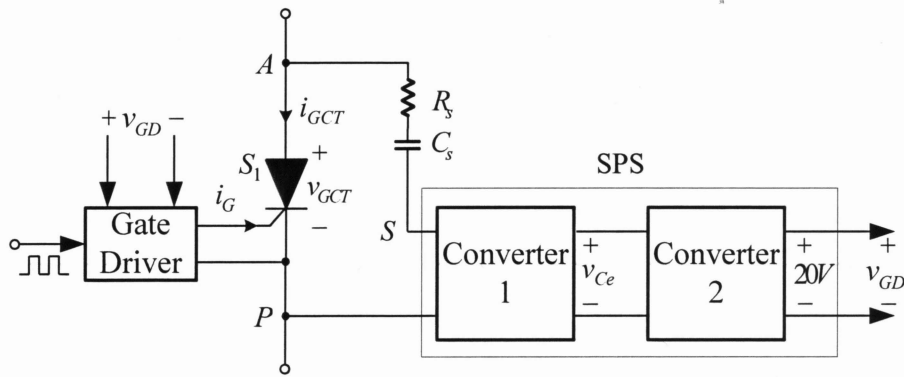 A
R_s
i_GCT
+ v_GD −
C_s
S_1
+
v_GCT
−
SPS
i_G
Gate
Driver
S
Converter
1
+
v_Ce
−
Converter
2
+
20V
−
+
v_GD
−
P